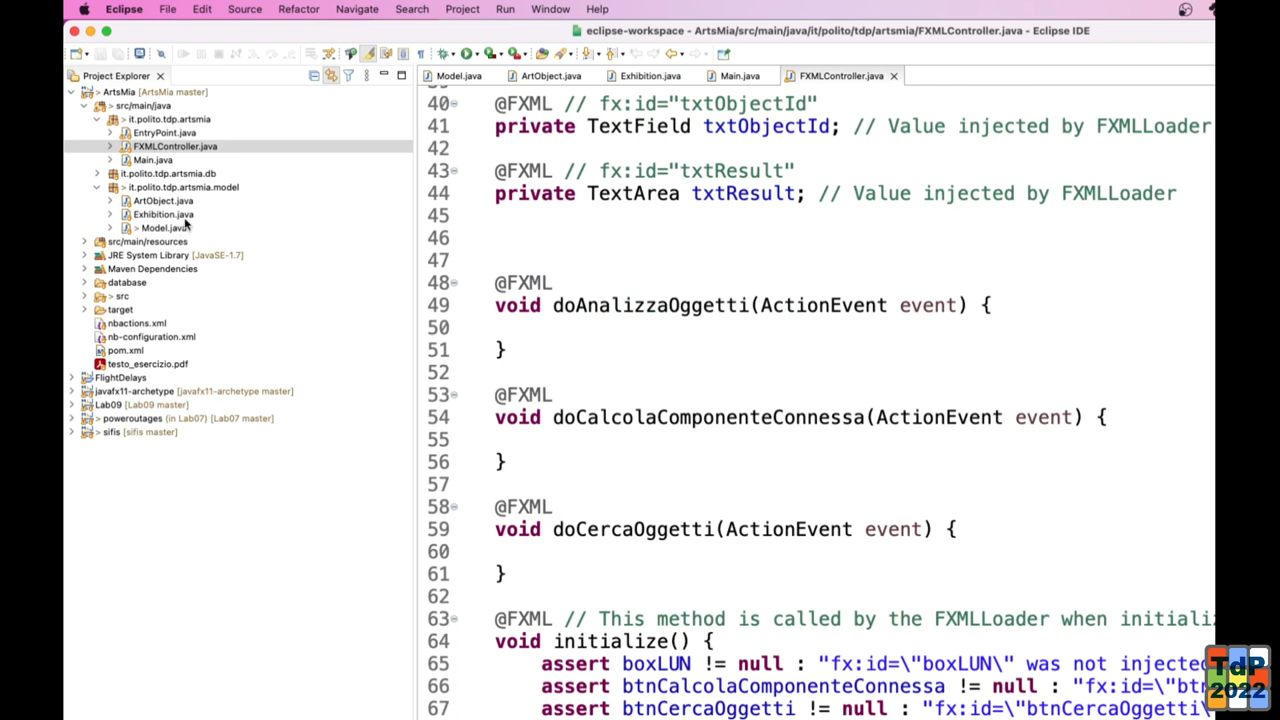 Eclipse File Edit Source Refactor Navigate Search Project Run Window Help
eclipse-workspace - ArtsMia/src/main/java/it/polito/tdp/artsmia/FXMLController.java - Eclipse IDE
Project Explorer
Model.java ArtObject.java Exhibition.java Main.java FXMLController.java
ArtsMia [ArtsMia master]
> src/main/java
> it.polito.tdp.artsmia
EntryPoint.java
FXMLController.java
Main.java
it.polito.tdp.artsmia.db
> it.polito.tdp.artsmia.model
ArtObject.java
Exhibition.java
> Model.java
src/main/resources
JRE System Library [JavaSE-1.7]
Maven Dependencies
database
> src
target
nbactions.xml
nb-configuration.xml
pom.xml
testo_esercizio.pdf
FlightDelays
javafx11-archetype [javafx11-archetype master]
Lab09 [Lab09 master]
> poweroutages (in Lab07) [Lab07 master]
> sifis [sifis master]
40 @FXML // fx:id="txtObjectId"
41 private TextField txtObjectId; // Value injected by FXMLLoader
42
43 @FXML // fx:id="txtResult"
44 private TextArea txtResult; // Value injected by FXMLLoader
45
46
47
48 @FXML
49 void doAnalizzaOggetti(ActionEvent event) {
50
51 }
52
53 @FXML
54 void doCalcolaComponenteConnessa(ActionEvent event) {
55
56 }
57
58 @FXML
59 void doCercaOggetti(ActionEvent event) {
60
61 }
62
63 @FXML // This method is called by the FXMLLoader when initiali
64 void initialize() {
65 assert boxLUN != null : "fx:id=\"boxLUN\" was not injected
66 assert btnCalcolaComponenteConnessa != null : "fx:id=\"btn
67 assert btnCercaOggetti != null : "fx:id=\"btnCercaOggetti\"
TdP
2022